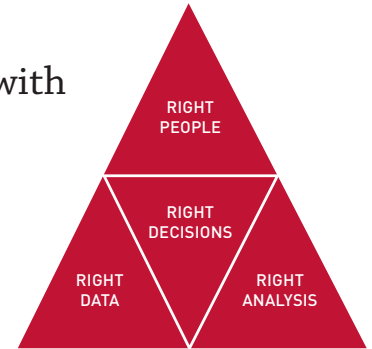 with
RIGHT
PEOPLE
RIGHT
DECISIONS
RIGHT
DATA
RIGHT
ANALYSIS